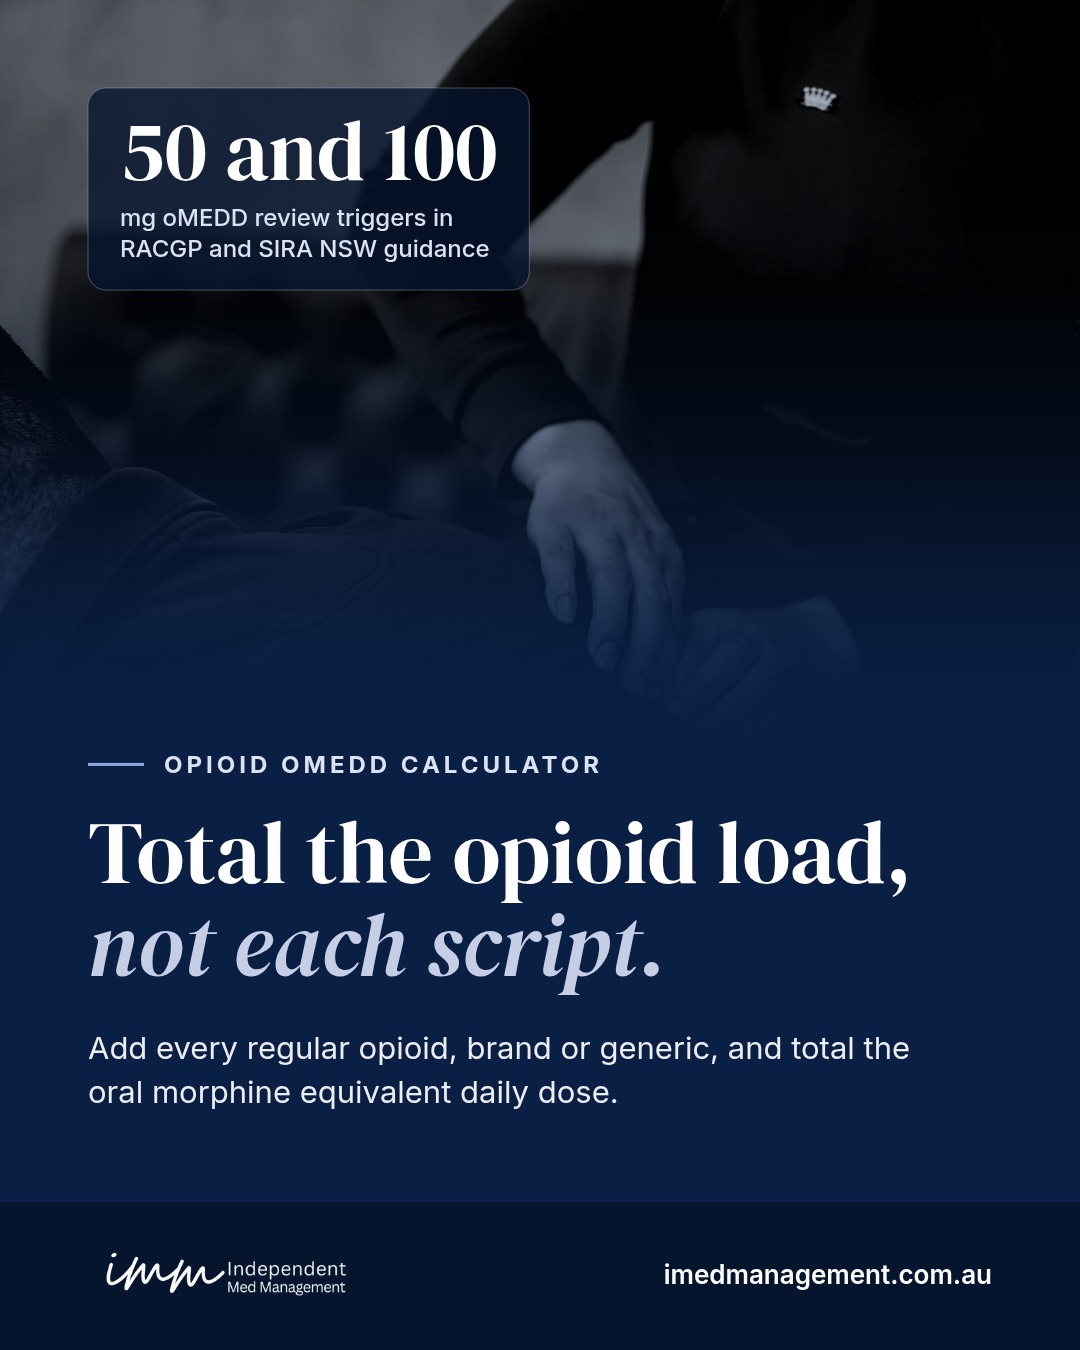 50 and 100
mg oMEDD review triggers in
RACGP and SIRA NSW guidance
OPIOID OMEDD CALCULATOR
Total the opioid load,
not each script.
Add every regular opioid, brand or generic, and total the
oral morphine equivalent daily dose.
imm Independent
Med Management
imedmanagement.com.au